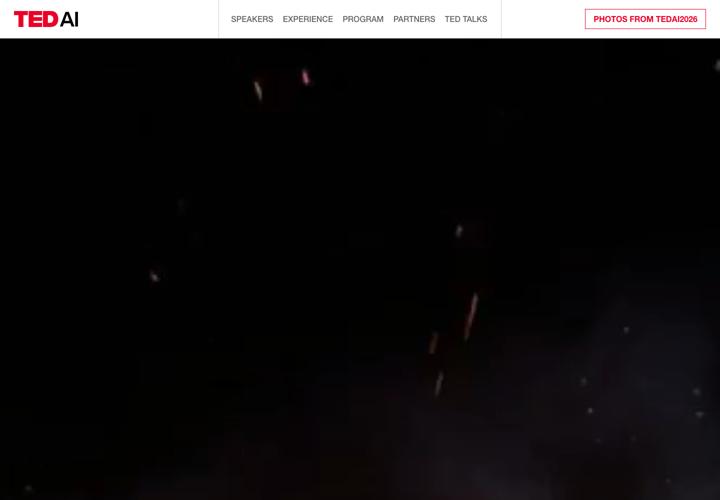 TED AI
SPEAKERS EXPERIENCE PROGRAM PARTNERS TED TALKS
PHOTOS FROM TEDAI2026